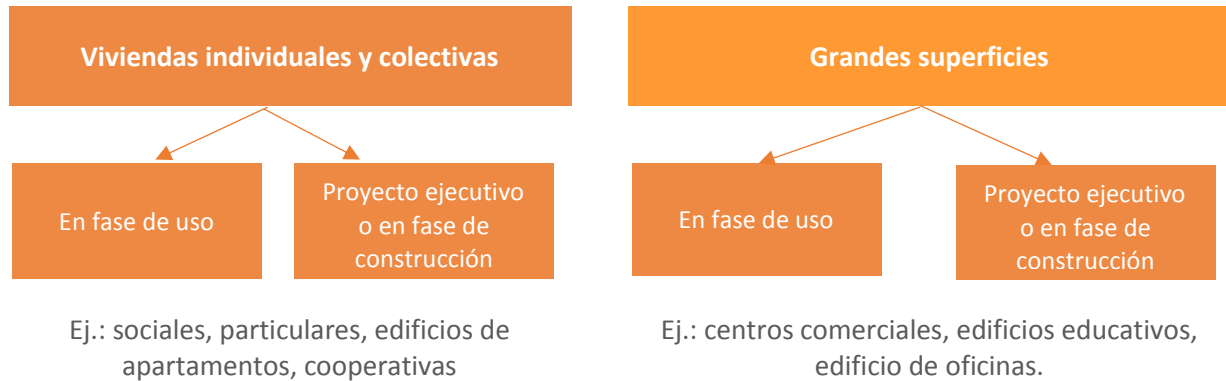 Viviendas individuales y colectivas
En fase de uso
Proyecto ejecutivo
o en fase de
construcción
Ej.: sociales, particulares, edificios de
apartamentos, cooperativas
Grandes superficies
En fase de uso
Proyecto ejecutivo
o en fase de
construcción
Ej.: centros comerciales, edificios educativos,
edificio de oficinas.